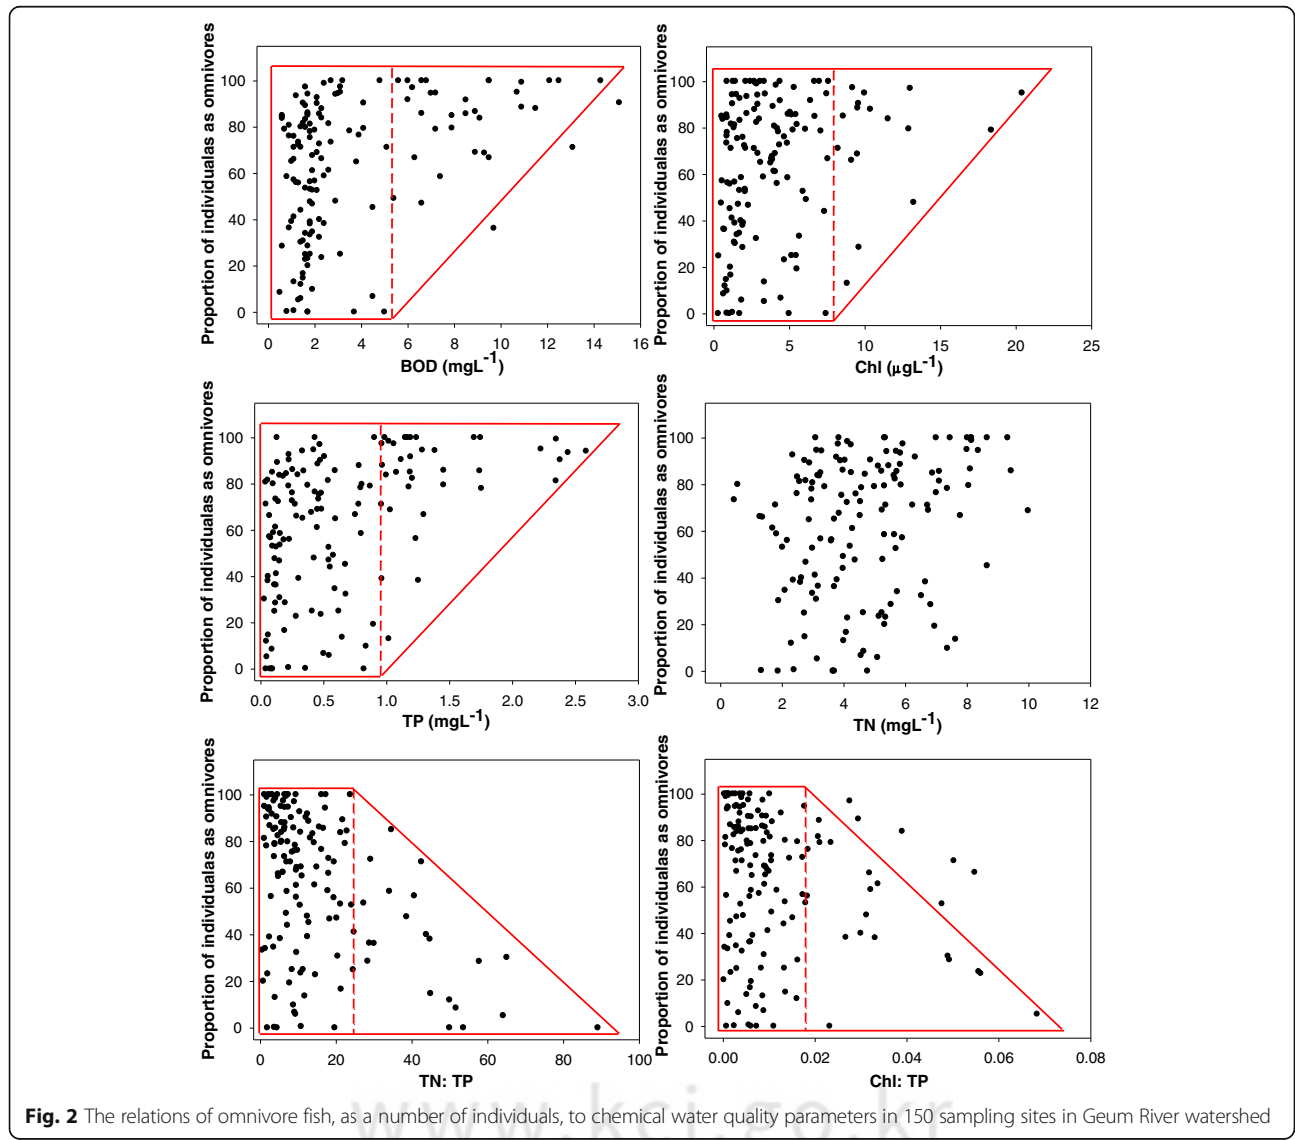 Proportion of individualas as omnivores
100
80
60
40
20
0
0 2 4 6 8 10 12 14 16
BOD (mgL-1)
Proportion of individualas as omnivores
100
80
60
40
20
0
0 5 10 15 20 25
Chl (μgL-1)
Proportion of individualas as omnivores
100
80
60
40
20
0
0.0 0.5 1.0 1.5 2.0 2.5 3.0
TP (mgL-1)
Proportion of individualas as omnivores
100
80
60
40
20
0
0 2 4 6 8 10 12
TN (mgL-1)
Proportion of individualas as omnivores
100
80
60
40
20
0
0 20 40 60 80 100
TN: TP
Proportion of individualas as omnivores
100
80
60
40
20
0
0.00 0.02 0.04 0.06 0.08
Chl: TP
www.kci.go.kr
Fig. 2 The relations of omnivore fish, as a number of individuals, to chemical water quality parameters in 150 sampling sites in Geum River watershed